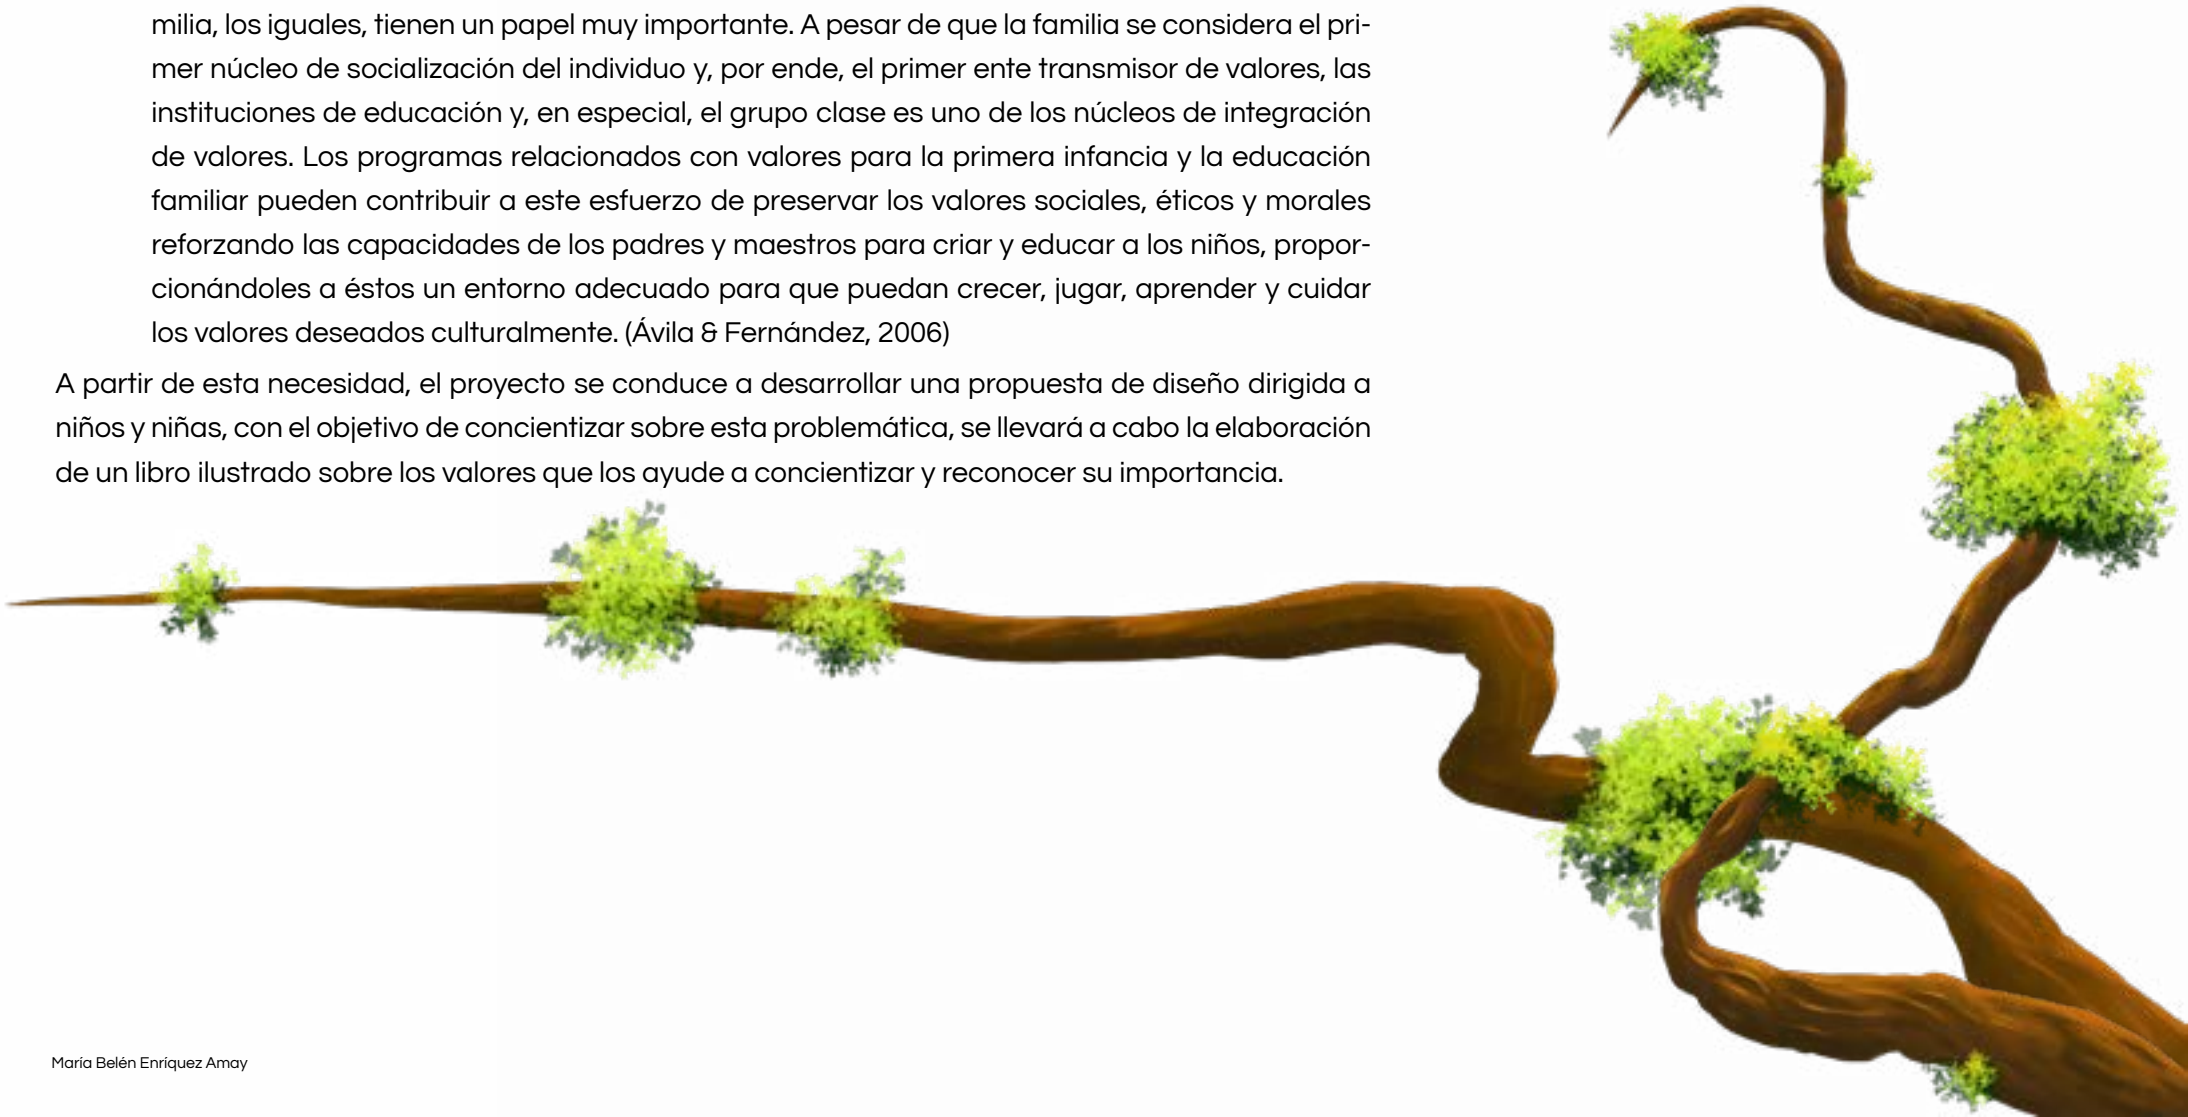 milia, los iguales, tienen un papel muy importante. A pesar de que la familia se considera el pri-
mer núcleo de socialización del individuo y, por ende, el primer ente transmisor de valores, las
instituciones de educación y, en especial, el grupo clase es uno de los núcleos de integración
de valores. Los programas relacionados con valores para la primera infancia y la educación
familiar pueden contribuir a este esfuerzo de preservar los valores sociales, éticos y morales
reforzando las capacidades de los padres y maestros para criar y educar a los niños, propor-
cionándoles a éstos un entorno adecuado para que puedan crecer, jugar, aprender y cuidar
los valores deseados culturalmente. (Ávila & Fernández, 2006)
A partir de esta necesidad, el proyecto se conduce a desarrollar una propuesta de diseño dirigida a
niños y niñas, con el objetivo de concientizar sobre esta problemática, se llevará a cabo la elaboración
de un libro ilustrado sobre los valores que los ayude a concientizar y reconocer su importancia.
María Belén Enríquez Amay